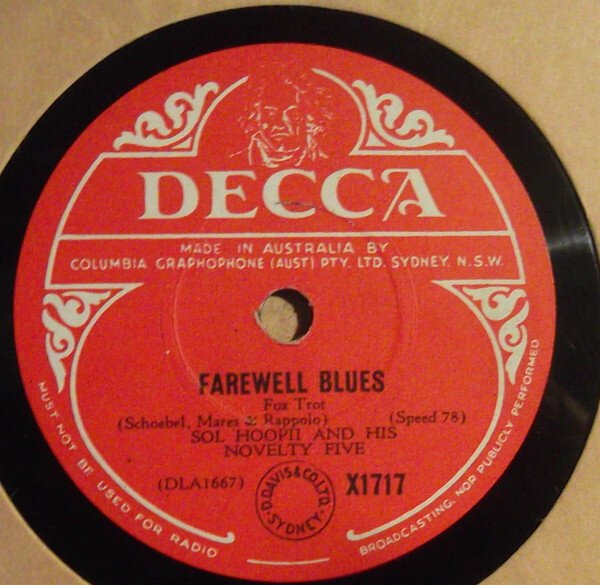 DECCA
MADE IN AUSTRALIA BY
COLUMBIA GRAPHOPHONE (AUST) PTY. LTD. SYDNEY. N.S.W.
FAREWELL BLUES
Fox Trot
(Schoebel, Mares & Rappolo) (Speed 78)
SOL HOOPII AND HIS
NOVELTY FIVE
(DLA1667) X1717
D.DAVIS & CO. LTD.
SYDNEY.
MUST NOT BE USED FOR RADIO
BROADCASTING. NOR PUBLICLY PERFORMED